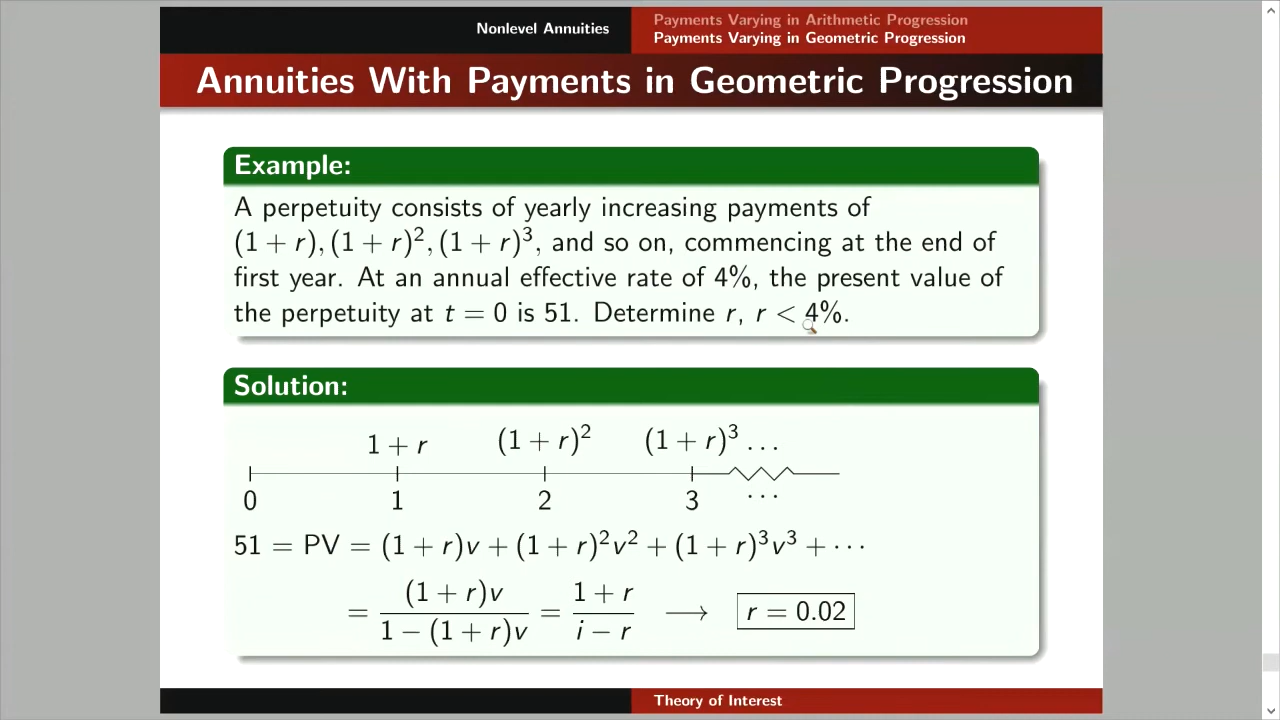 Nonlevel Annuities
Payments Varying in Arithmetic Progression
Payments Varying in Geometric Progression
Annuities With Payments in Geometric Progression
Example:
A perpetuity consists of yearly increasing payments of
(1 + r), (1 + r)², (1 + r)³, and so on, commencing at the end of
first year. At an annual effective rate of 4%, the present value of
the perpetuity at t = 0 is 51. Determine r, r < 4%.
Solution:
1 + r (1 + r)² (1 + r)³ ...
0 1 2 3 ...
51 = PV = (1 + r)v + (1 + r)²v² + (1 + r)³v³ + ⋯
= (1 + r)v / 1 − (1 + r)v = 1 + r / i − r ⟶ r = 0.02
Theory of Interest